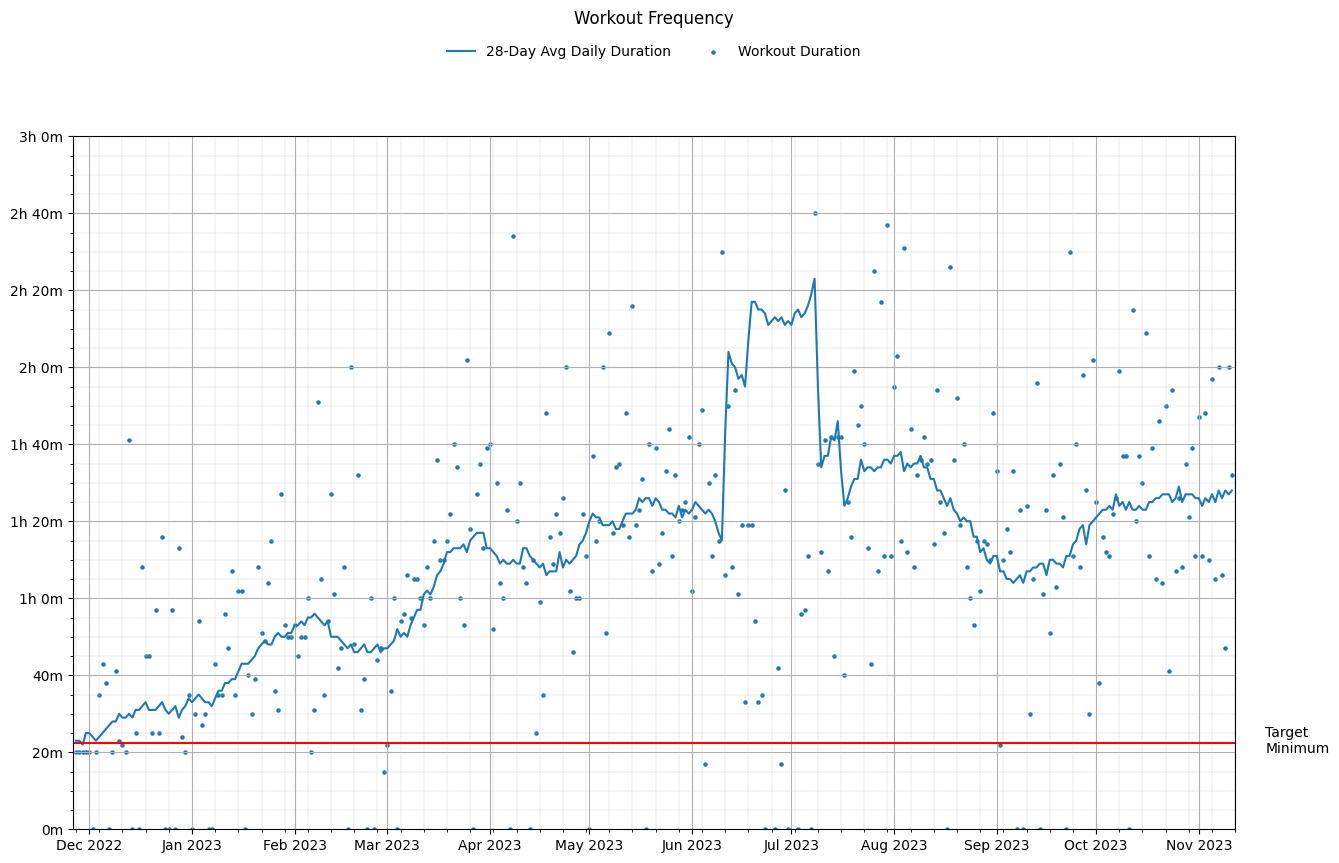 Workout Frequency
28-Day Avg Daily Duration
Workout Duration
3h 0m
2h 40m
2h 20m
2h 0m
1h 40m
1h 20m
1h 0m
40m
20m
0m
Target
Minimum
Dec 2022
Jan 2023
Feb 2023
Mar 2023
Apr 2023
May 2023
Jun 2023
Jul 2023
Aug 2023
Sep 2023
Oct 2023
Nov 2023